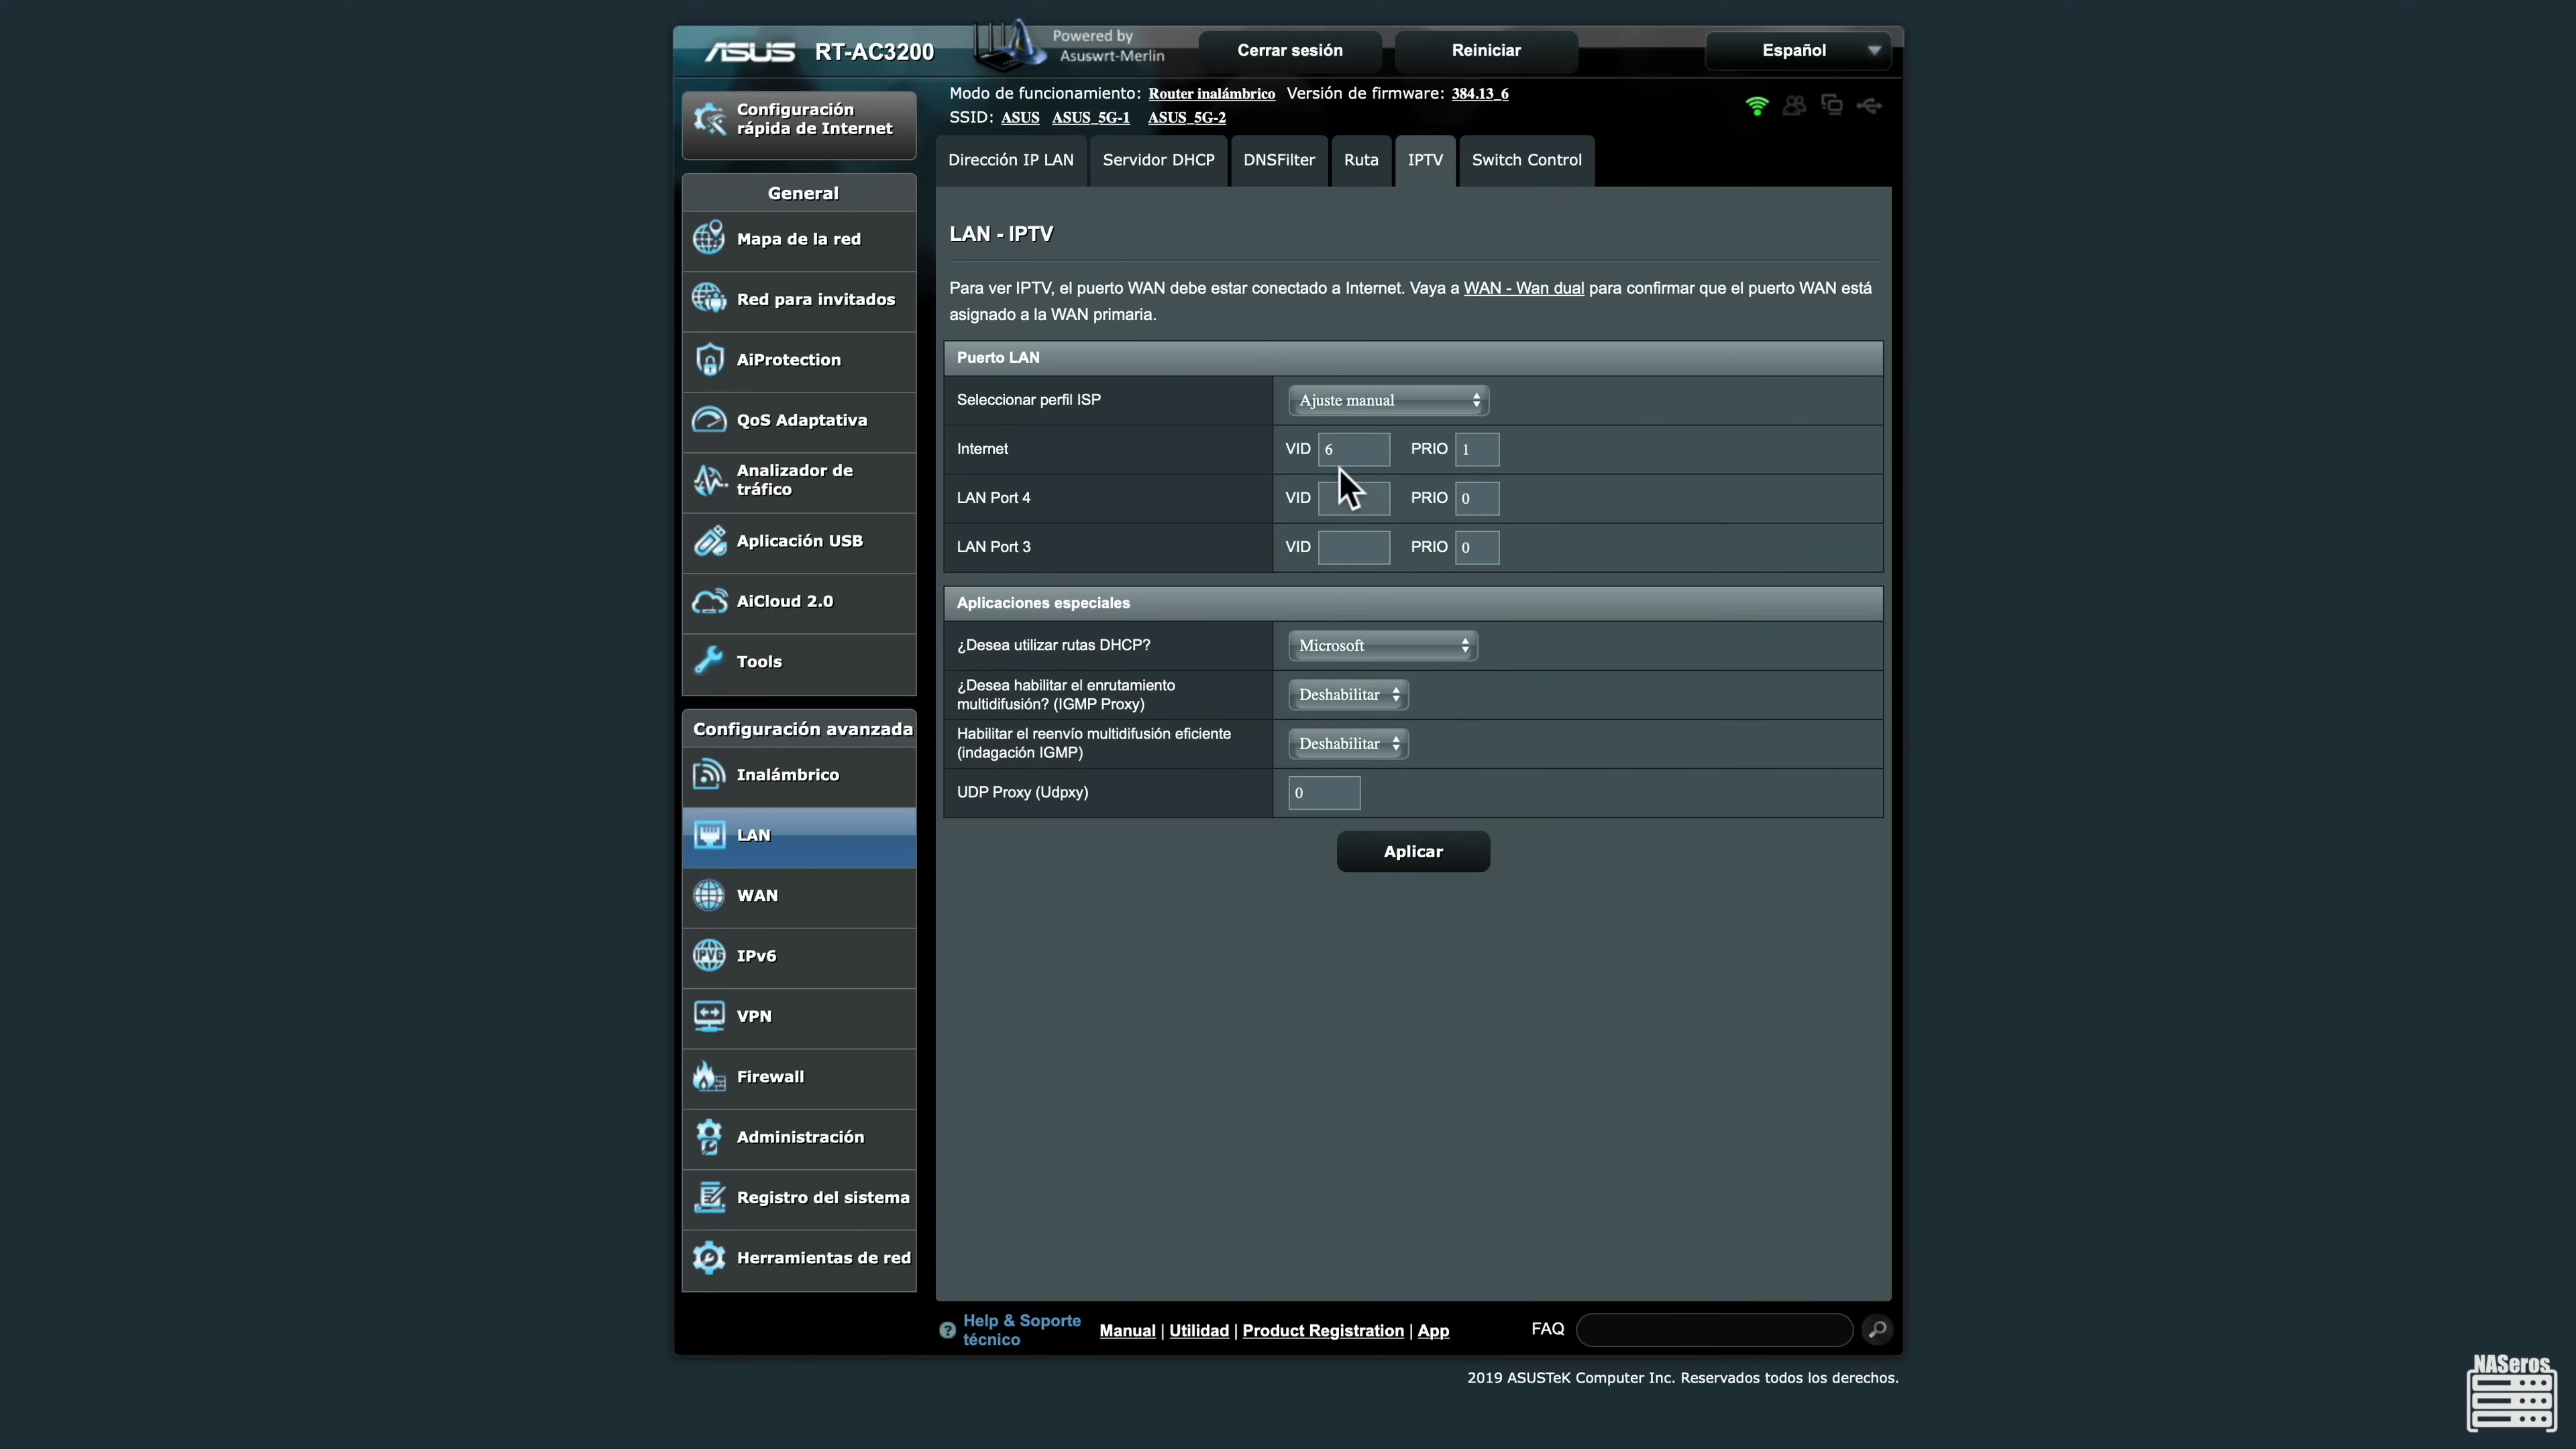 ASUS RT-AC3200
Powered by
Asuswrt-Merlin
Cerrar sesión
Reiniciar
Español
Modo de funcionamiento: Router inalámbrico Versión de firmware: 384.13_6
SSID: ASUS ASUS_5G-1 ASUS_5G-2
Configuración
rápida de Internet
General
Mapa de la red
Red para invitados
AiProtection
QoS Adaptativa
Analizador de
tráfico
Aplicación USB
AiCloud 2.0
Tools
Configuración avanzada
Inalámbrico
LAN
WAN
IPv6
VPN
Firewall
Administración
Registro del sistema
Herramientas de red
Dirección IP LAN
Servidor DHCP
DNSFilter
Ruta
IPTV
Switch Control
LAN - IPTV
Para ver IPTV, el puerto WAN debe estar conectado a Internet. Vaya a WAN - Wan dual para confirmar que el puerto WAN está
asignado a la WAN primaria.
Puerto LAN
Seleccionar perfil ISP Ajuste manual
Internet VID 6 PRIO 1
LAN Port 4 VID PRIO 0
LAN Port 3 VID PRIO 0
Aplicaciones especiales
¿Desea utilizar rutas DHCP? Microsoft
¿Desea habilitar el enrutamiento
multidifusión? (IGMP Proxy) Deshabilitar
Habilitar el reenvío multidifusión eficiente
(indagación IGMP) Deshabilitar
UDP Proxy (Udpxy) 0
Aplicar
Help & Soporte
técnico
Manual | Utilidad | Product Registration | App
FAQ
2019 ASUSTeK Computer Inc. Reservados todos los derechos.
NASeros